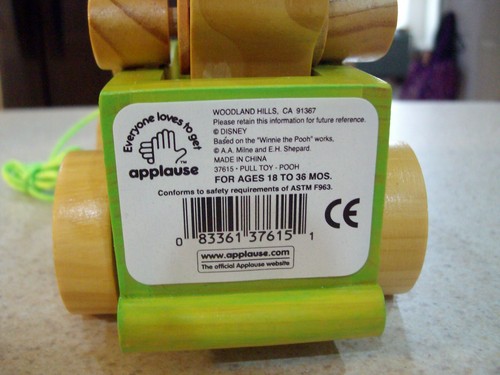 Everyone loves to get
applause™
WOODLAND HILLS, CA 91367
Please retain this information for future reference.
© DISNEY
Based on the "Winnie the Pooh" works,
© A.A. Milne and E.H. Shepard.
MADE IN CHINA
37615 - PULL TOY - POOH
FOR AGES 18 TO 36 MOS.
Conforms to safety requirements of ASTM F963.
CE
0 83361 37615 1
www.applause.com
The official Applause website